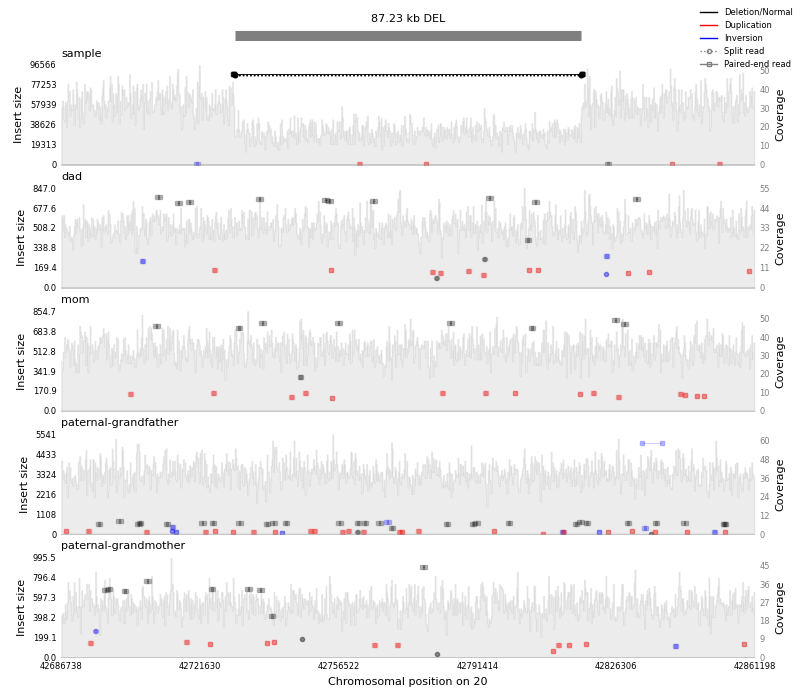 87.23 kb DEL
Deletion/Normal
Duplication
Inversion
Split read
Paired-end read
sample
96566
77253
57939
38626
19313
0
Insert size
50
40
30
20
10
0
Coverage
dad
847.0
677.6
508.2
338.8
169.4
0.0
Insert size
55
44
33
22
11
0
Coverage
mom
854.7
683.8
512.8
341.9
170.9
0.0
Insert size
50
40
30
20
10
0
Coverage
paternal-grandfather
5541
4433
3324
2216
1108
0
Insert size
60
48
36
24
12
0
Coverage
paternal-grandmother
995.5
796.4
597.3
398.2
199.1
0.0
Insert size
45
36
27
18
9
0
Coverage
42686738 42721630 42756522 42791414 42826306 42861198
Chromosomal position on 20